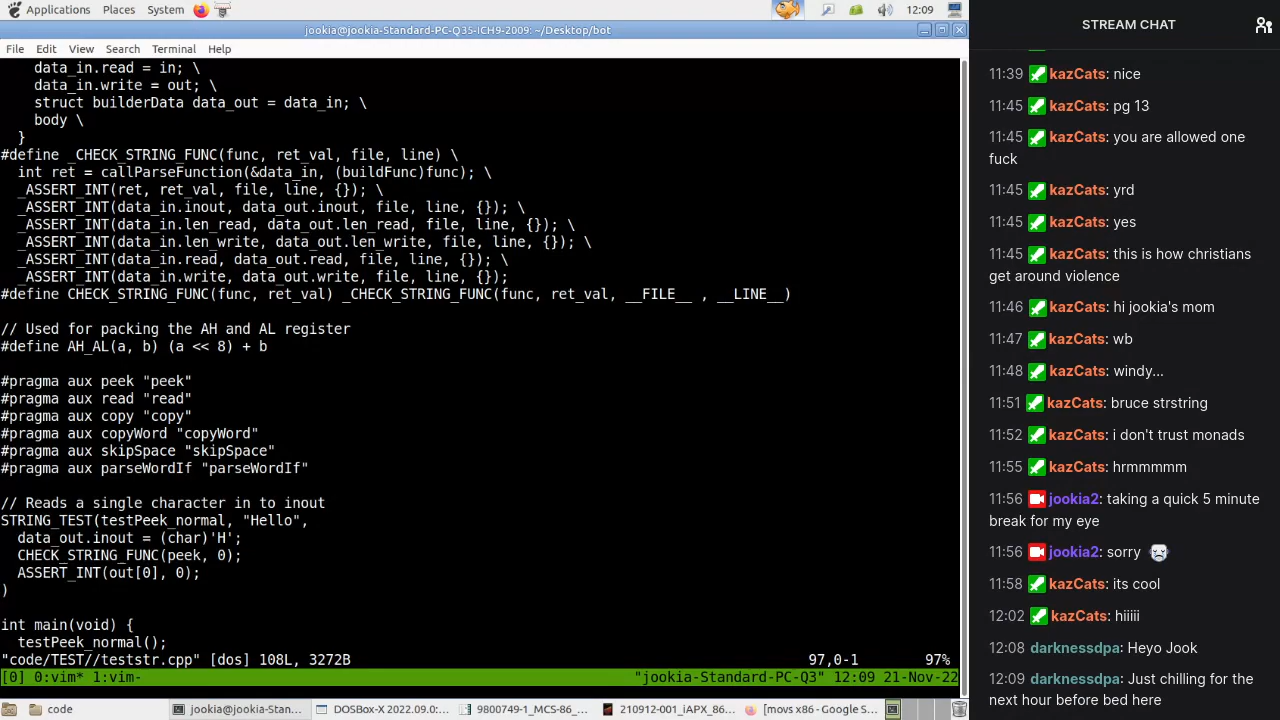 Applications Places System 12:09
jookia@jookia-Standard-PC-Q35-ICH9-2009: ~/Desktop/bot
File Edit View Search Terminal Help
data_in.read = in; \
data_in.write = out; \
struct builderData data_out = data_in; \
body \
}
#define _CHECK_STRING_FUNC(func, ret_val, file, line) \
int ret = callParseFunction(&data_in, (buildFunc)func); \
_ASSERT_INT(ret, ret_val, file, line, {}); \
_ASSERT_INT(data_in.inout, data_out.inout, file, line, {}); \
_ASSERT_INT(data_in.len_read, data_out.len_read, file, line, {}); \
_ASSERT_INT(data_in.len_write, data_out.len_write, file, line, {}); \
_ASSERT_INT(data_in.read, data_out.read, file, line, {}); \
_ASSERT_INT(data_in.write, data_out.write, file, line, {});
#define CHECK_STRING_FUNC(func, ret_val) _CHECK_STRING_FUNC(func, ret_val, __FILE__ , __LINE__)
// Used for packing the AH and AL register
#define AH_AL(a, b) (a << 8) + b
#pragma aux peek "peek"
#pragma aux read "read"
#pragma aux copy "copy"
#pragma aux copyWord "copyWord"
#pragma aux skipSpace "skipSpace"
#pragma aux parseWordIf "parseWordIf"
// Reads a single character in to inout
STRING_TEST(testPeek_normal, "Hello",
data_out.inout = (char)'H';
CHECK_STRING_FUNC(peek, 0);
ASSERT_INT(out[0], 0);
)
int main(void) {
testPeek_normal();
"code/TEST//teststr.cpp" [dos] 108L, 3272B 97,0-1 97%
[0] 0:vim* 1:vim- "jookia-Standard-PC-Q3" 12:09 21-Nov-22
code jookia@jookia-Stan... DOSBox-X 2022.09.0:... 9800749-1_MCS-86_... 210912-001_iAPX_86... [movs x86 - Google S...
STREAM CHAT
11:39 kazCats: nice
11:45 kazCats: pg 13
11:45 kazCats: you are allowed one
fuck
11:45 kazCats: yrd
11:45 kazCats: yes
11:45 kazCats: this is how christians
get around violence
11:46 kazCats: hi jookia's mom
11:47 kazCats: wb
11:48 kazCats: windy...
11:51 kazCats: bruce strstring
11:52 kazCats: i don't trust monads
11:55 kazCats: hrmmmmm
11:56 jookia2: taking a quick 5 minute
break for my eye
11:56 jookia2: sorry
11:58 kazCats: its cool
12:02 kazCats: hiiiii
12:08 darknessdpa: Heyo Jook
12:09 darknessdpa: Just chilling for the
next hour before bed here